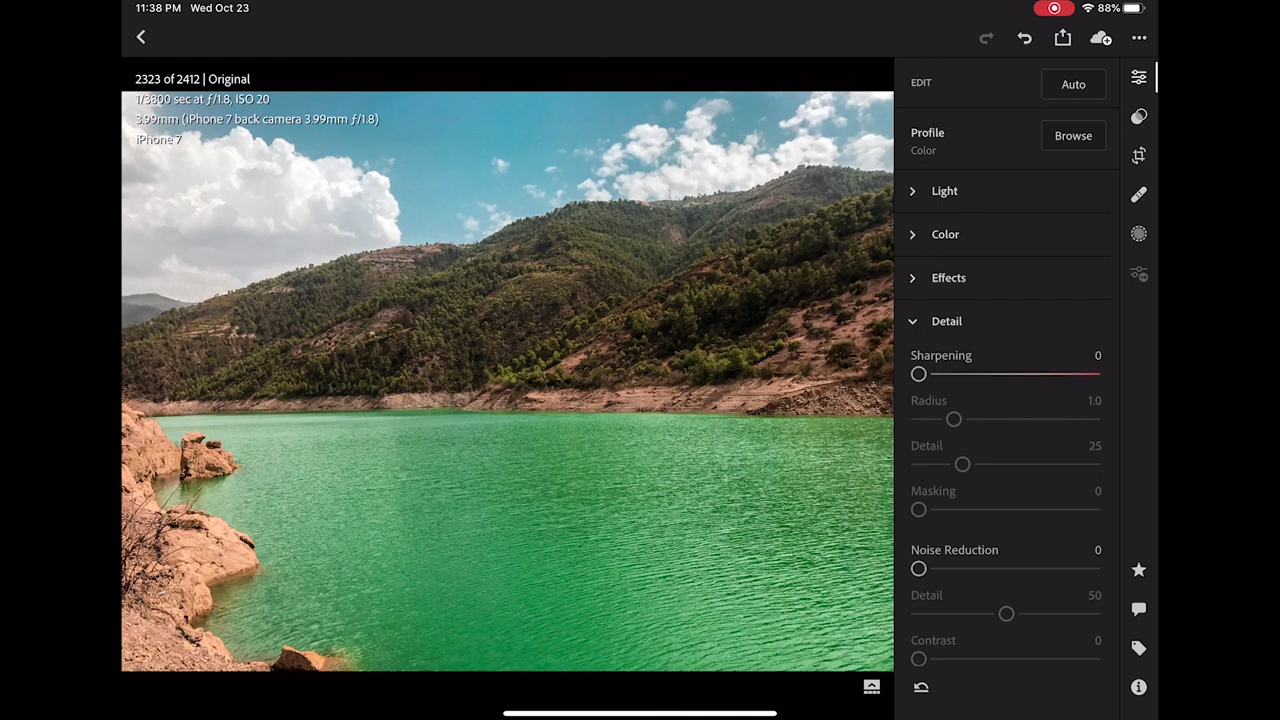 11:38 PM Wed Oct 23
88%
2323 of 2412 | Original
1/3800 sec at ƒ/1.8, ISO 20
3.99mm (iPhone 7 back camera 3.99mm ƒ/1.8)
iPhone 7
EDIT
Auto
Profile
Color
Browse
Light
Color
Effects
Detail
Sharpening 0
Radius 1.0
Detail 25
Masking 0
Noise Reduction 0
Detail 50
Contrast 0